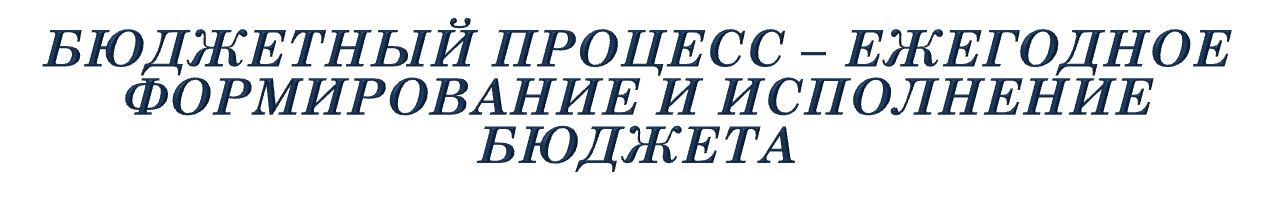 БЮДЖЕТНЫЙ ПРОЦЕСС – ЕЖЕГОДНОЕ
ФОРМИРОВАНИЕ И ИСПОЛНЕНИЕ
БЮДЖЕТА